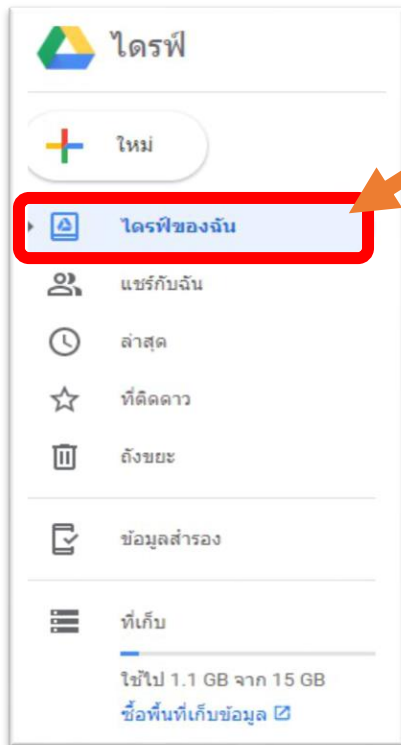 ไดรฟ์
ใหม่
ไดรฟ์ของฉัน
แชร์กับฉัน
ล่าสุด
ที่ติดดาว
ถังขยะ
ข้อมูลสำรอง
ที่เก็บ
ใช้ไป 1.1 GB จาก 15 GB
ซื้อพื้นที่เก็บข้อมูล